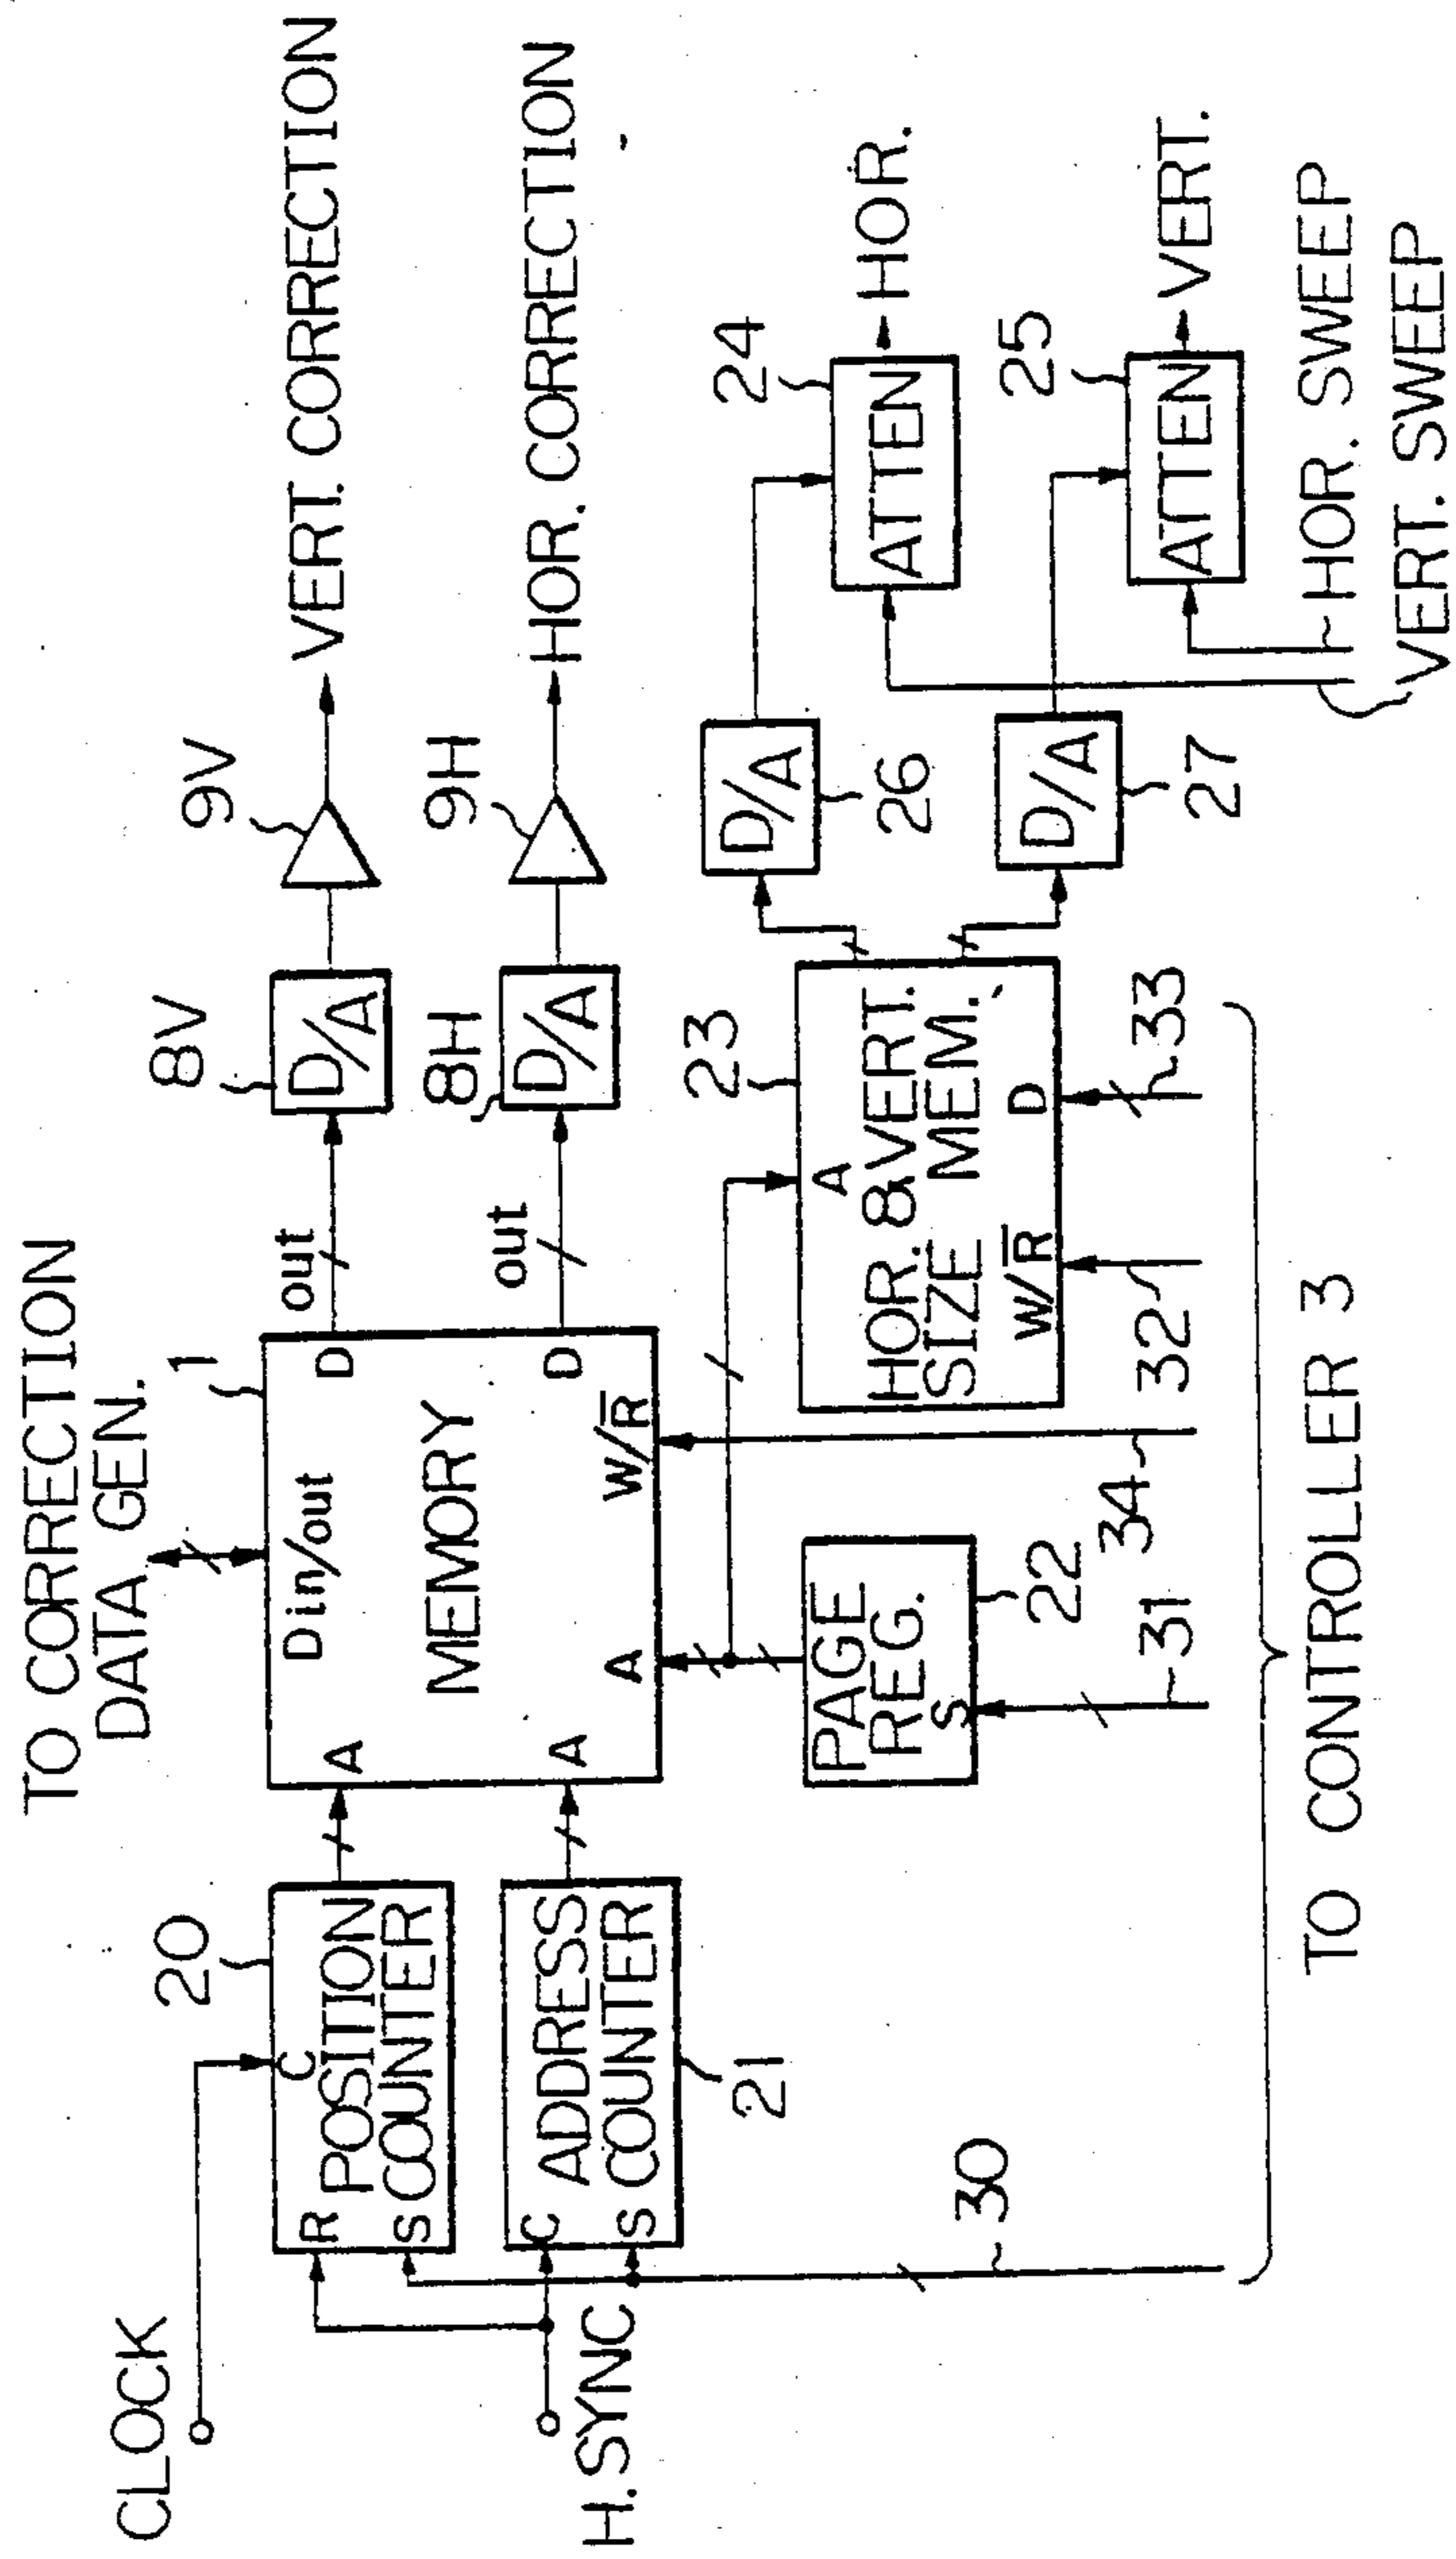 TO CORRECTION
DATA GEN.
CLOCK
H. SYNC
20
R
C
POSITION
S COUNTER
C
ADDRESS
S COUNTER
21
A
A
Din/out
MEMORY
A
D
D
W/R̅
1
out
out
8V
D/A
8H
D/A
9V
9H
VERT. CORRECTION
HOR. CORRECTION
PAGE
REG.
S
22
23
A
HOR. & VERT.
SIZE MEM.
W/R̅
D
D/A
26
D/A
27
24
ATTEN
HOR.
25
ATTEN
VERT.
HOR. SWEEP
VERT. SWEEP
30
31
34
32
33
TO CONTROLLER 3